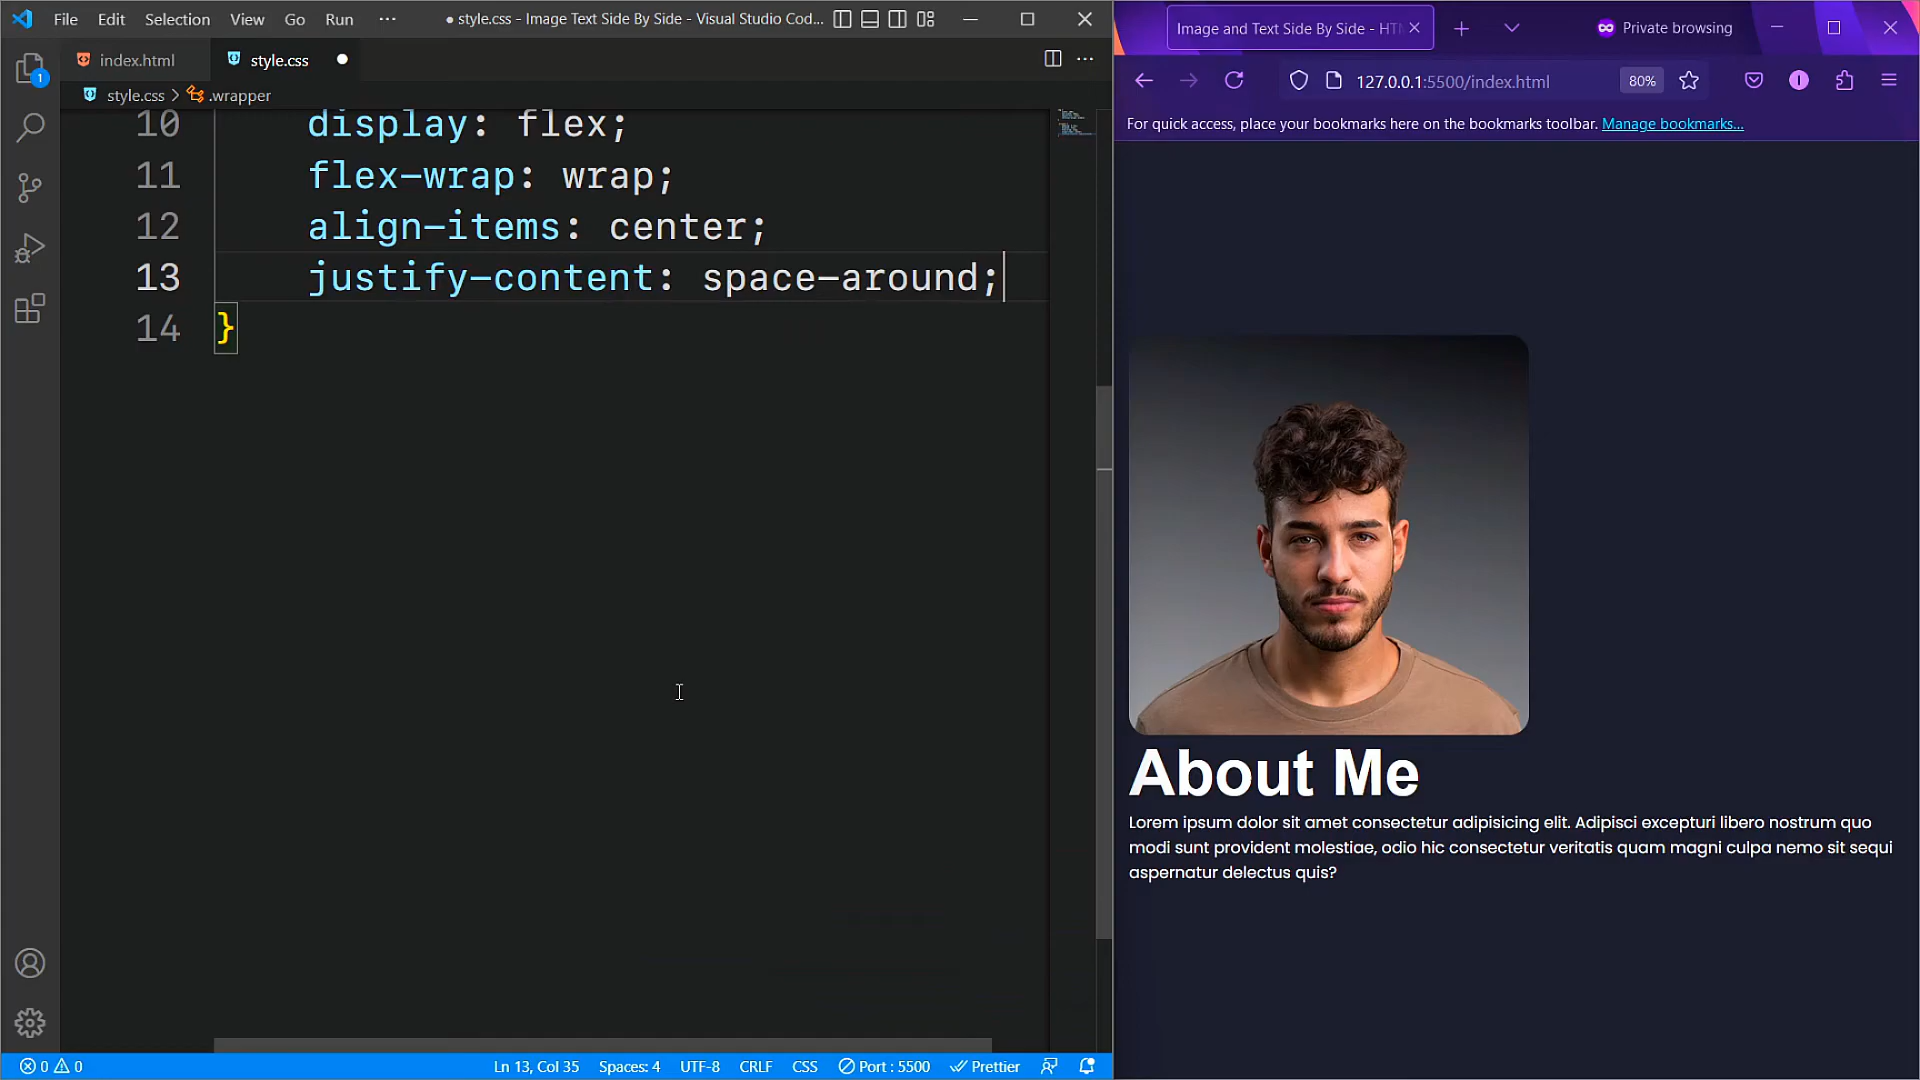 File Edit Selection View Go Run ··· ● style.css - Image Text Side By Side - Visual Studio Cod...
index.html style.css ●
style.css > .wrapper
10 display: flex;
11 flex-wrap: wrap;
12 align-items: center;
13 justify-content: space-around;
14 }
1
0 0 Ln 13, Col 35 Spaces: 4 UTF-8 CRLF CSS Port : 5500 Prettier
Image and Text Side By Side - HT Private browsing
127.0.0.1:5500/index.html 80% I
For quick access, place your bookmarks here on the bookmarks toolbar. Manage bookmarks...
About Me
Lorem ipsum dolor sit amet consectetur adipisicing elit. Adipisci excepturi libero nostrum quo
modi sunt provident molestiae, odio hic consectetur veritatis quam magni culpa nemo sit sequi
aspernatur delectus quis?